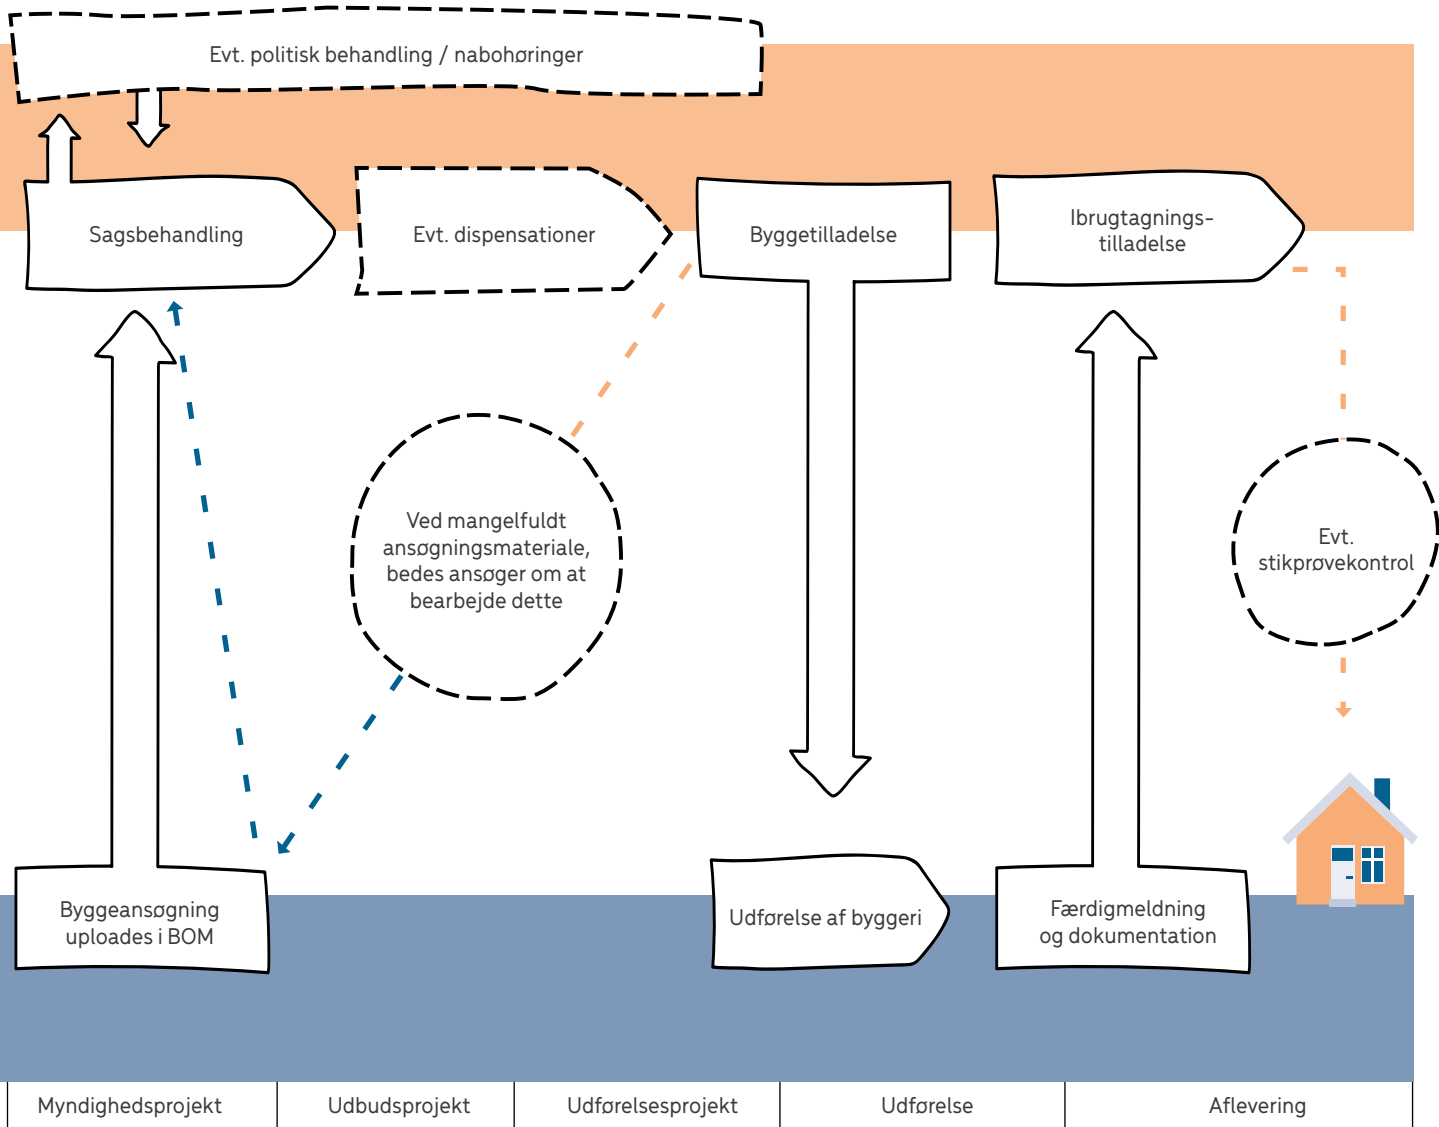 Evt. politisk behandling / nabohøringer
Sagsbehandling
Evt. dispensationer
Byggetilladelse
Ibrugtagnings-
tilladelse
Ved mangelfuldt
ansøgningsmateriale,
bedes ansøger om at
bearbejde dette
Evt.
stikprøvekontrol
Byggeansøgning
uploades i BOM
Udførelse af byggeri
Færdigmeldning
og dokumentation
Myndighedsprojekt
Udbudsprojekt
Udførelsesprojekt
Udførelse
Aflevering